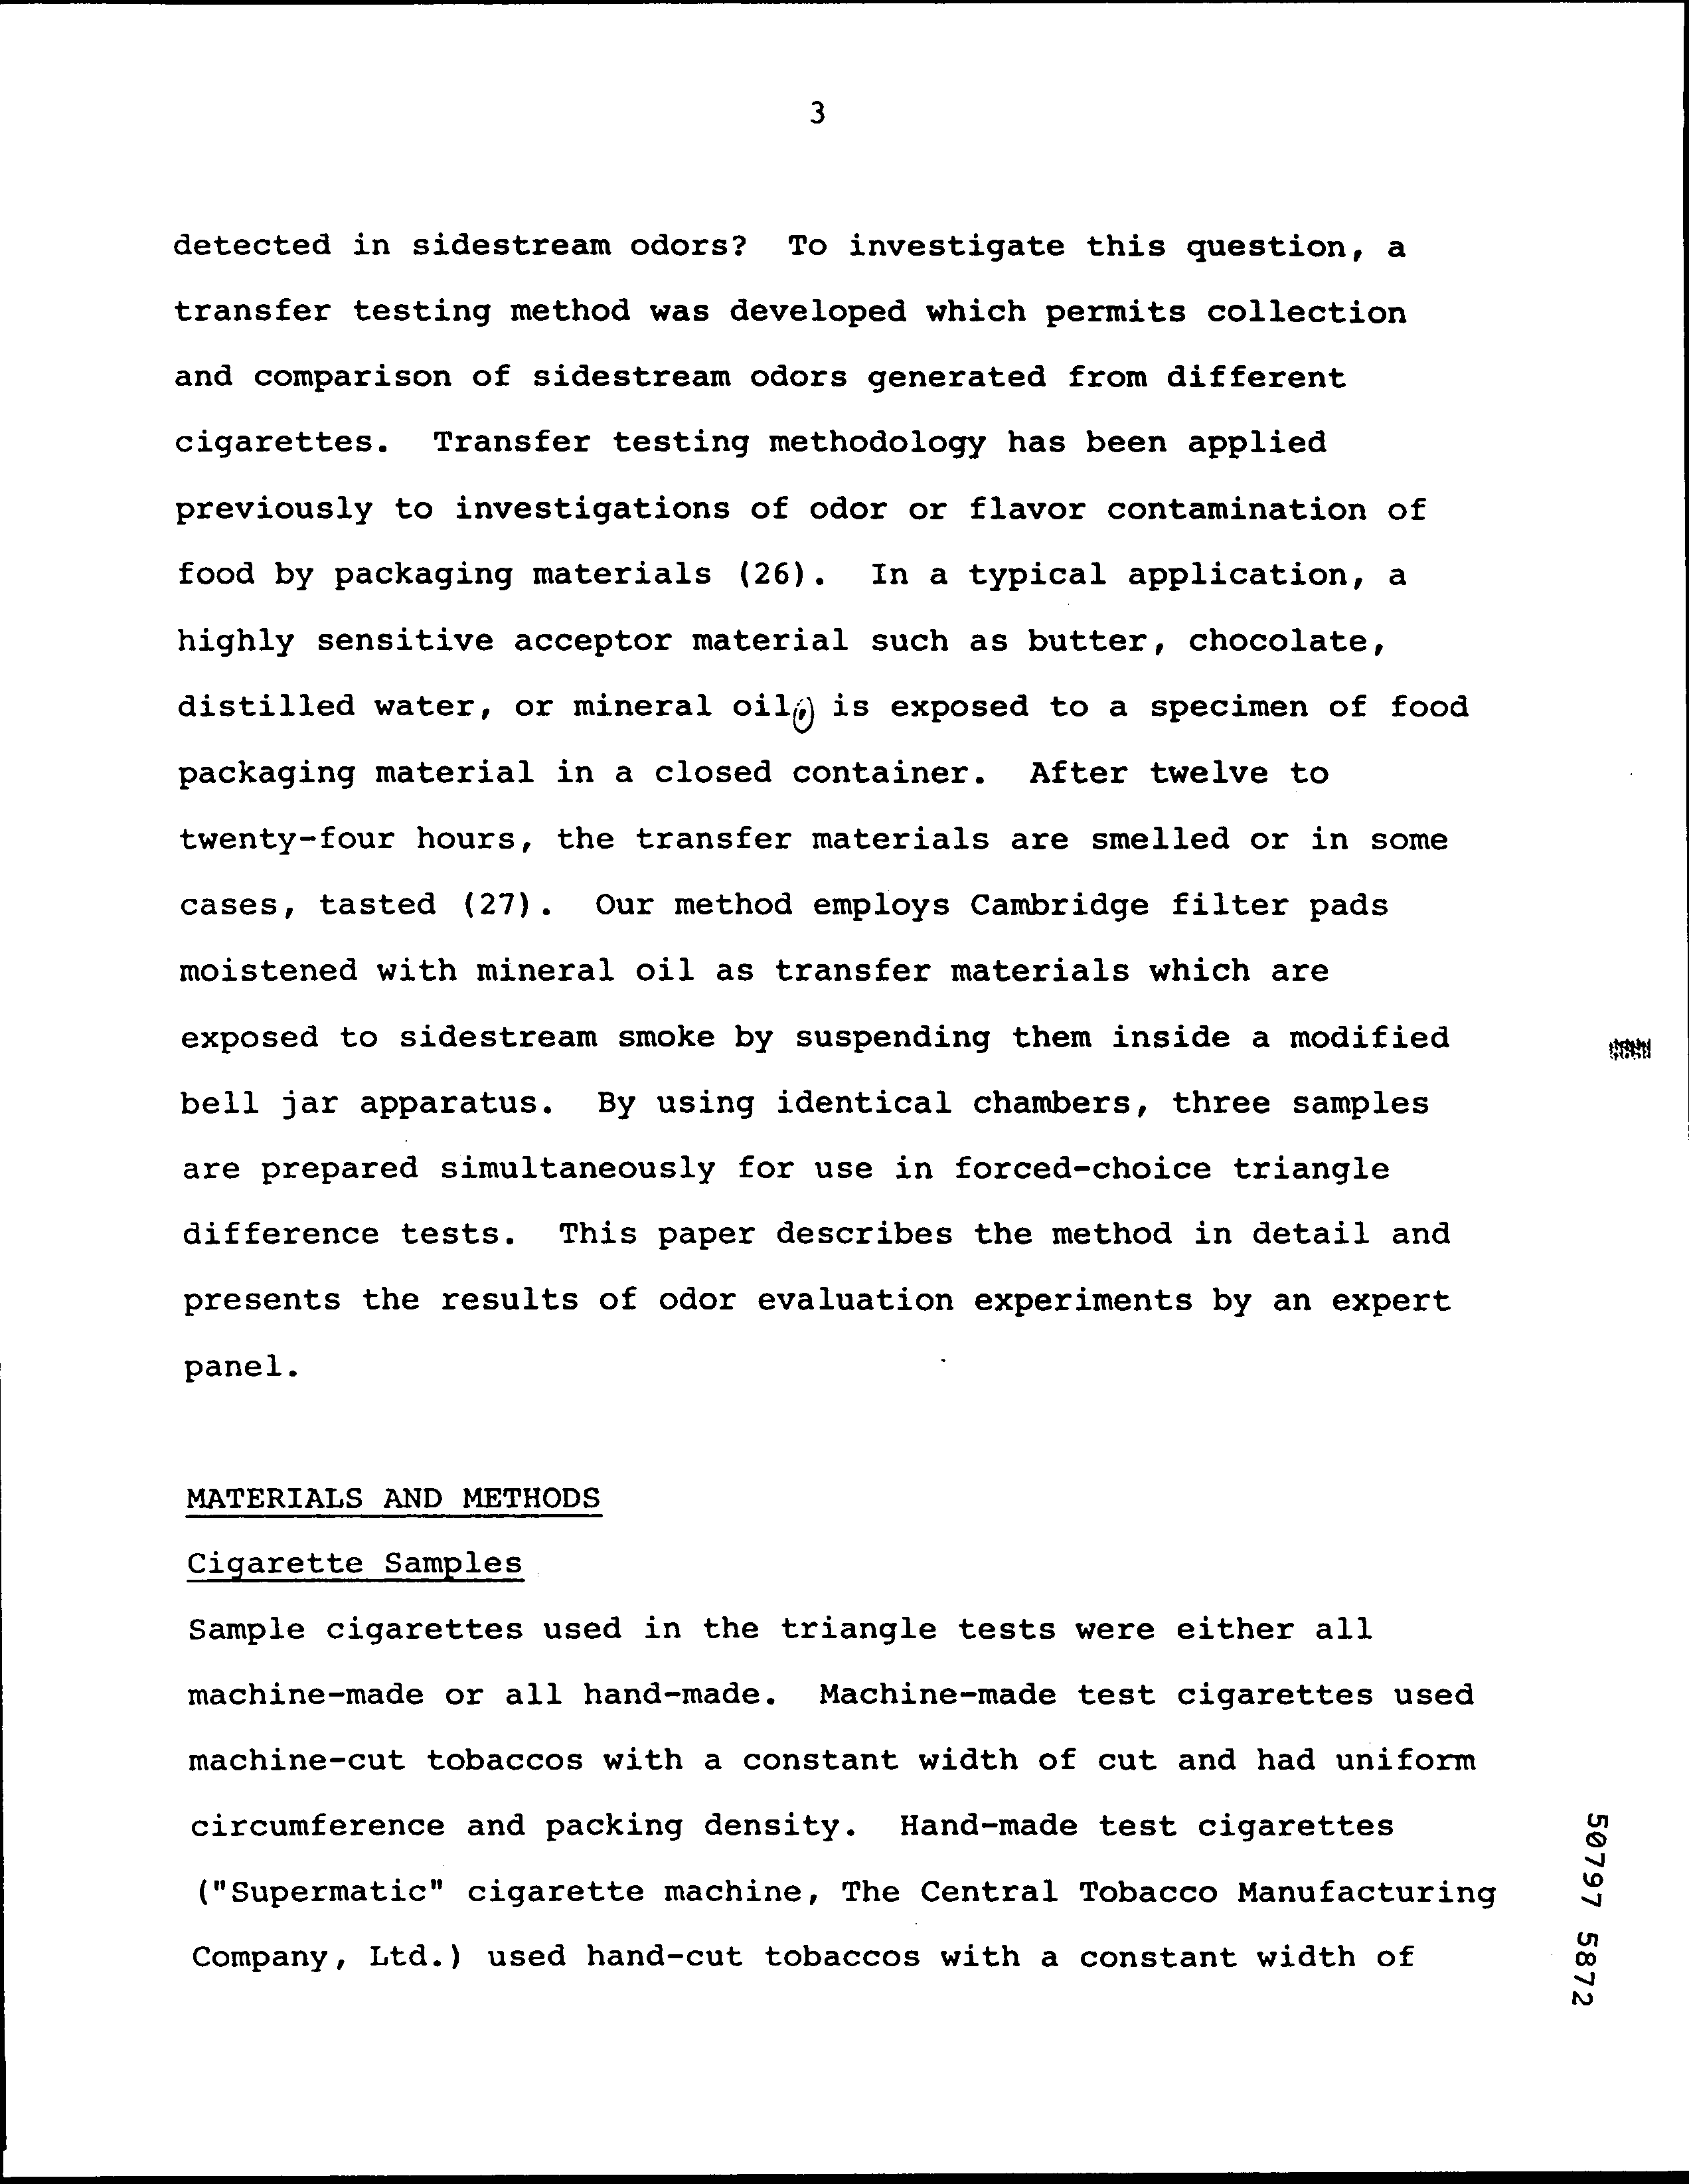 3
detected in sidestream odors? To investigate this question, a
transfer testing method was developed which permits collection
and comparison of sidestream odors generated from different
cigarettes. Transfer testing methodology has been applied
previously to investigations of odor or flavor contamination of
food by packaging materials (26). In a typical application, a
highly sensitive acceptor material such as butter, chocolate,
distilled water, or mineral oil, is exposed to a specimen of food
packaging material in a closed container. After twelve to
twenty-four hours, the transfer materials are smelled or in some
cases, tasted (27). Our method employs Cambridge filter pads
moistened with mineral oil as transfer materials which are
exposed to sidestream smoke by suspending them inside a modified
bell jar apparatus. By using identical chambers, three samples
are prepared simultaneously for use in forced-choice triangle
difference tests. This paper describes the method in detail and
presents the results of odor evaluation experiments by an expert
panel.
MATERIALS AND METHODS
Cigarette Samples
Sample cigarettes used in the triangle tests were either all
machine-made or all hand-made. Machine-made test cigarettes used
machine-cut tobaccos with a constant width of cut and had uniform
circumference and packing density. Hand-made test cigarettes
("Supermatic" cigarette machine, The Central Tobacco Manufacturing
Company, Ltd.) used hand-cut tobaccos with a constant width of
50797 5872